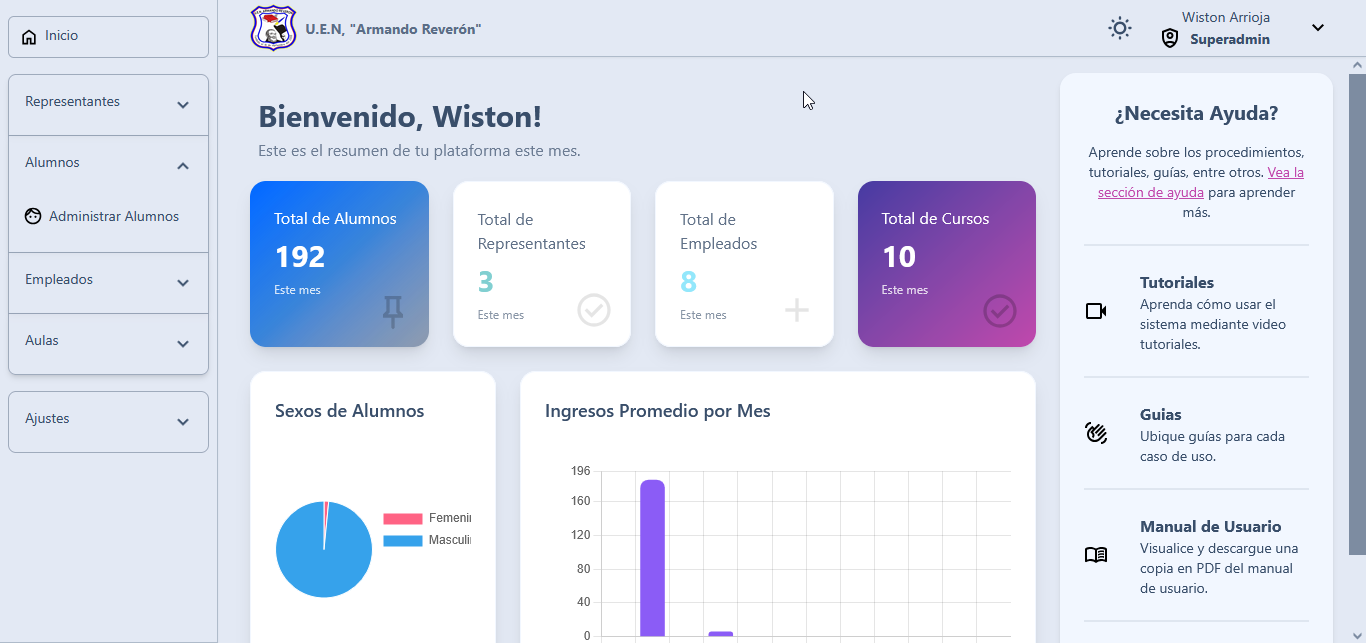 Inicio
Representantes
Alumnos
Administrar Alumnos
Empleados
Aulas
Ajustes
U.E.N, "Armando Reverón"
Wiston Arrioja
Superadmin
Bienvenido, Wiston!
Este es el resumen de tu plataforma este mes.
Total de Alumnos
192
Este mes
Total de
Representantes
3
Este mes
Total de
Empleados
8
Este mes
Total de Cursos
10
Este mes
Sexos de Alumnos
Femeni
Masculi
Ingresos Promedio por Mes
196
160
120
80
40
0
¿Necesita Ayuda?
Aprende sobre los procedimientos,
tutoriales, guías, entre otros. Vea la
sección de ayuda para aprender
más.
Tutoriales
Aprenda cómo usar el
sistema mediante video
tutoriales.
Guias
Ubique guías para cada
caso de uso.
Manual de Usuario
Visualice y descargue una
copia en PDF del manual
de usuario.